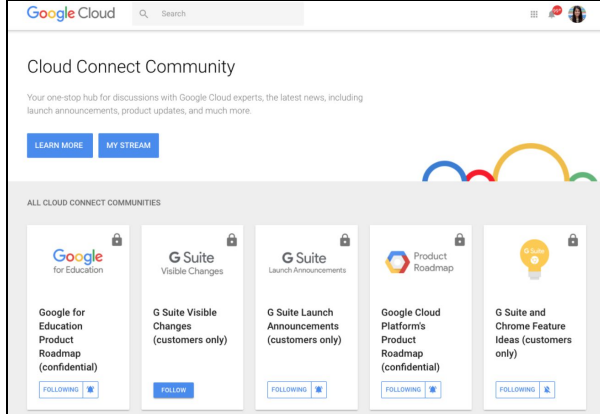 Google Cloud
Search
Cloud Connect Community
Your one-stop hub for discussions with Google Cloud experts, the latest news, including
launch announcements, product updates, and much more.
LEARN MORE
MY STREAM
ALL CLOUD CONNECT COMMUNITIES
Google
for Education
Google for
Education
Product
Roadmap
(confidential)
FOLLOWING
G Suite
Visible Changes
G Suite Visible
Changes
(customers only)
FOLLOW
G Suite
Launch Announcements
G Suite Launch
Announcements
(customers only)
FOLLOWING
Product
Roadmap
Google Cloud
Platform's
Product
Roadmap
(confidential)
FOLLOWING
G Suite
G Suite and
Chrome Feature
Ideas (customers
only)
FOLLOWING